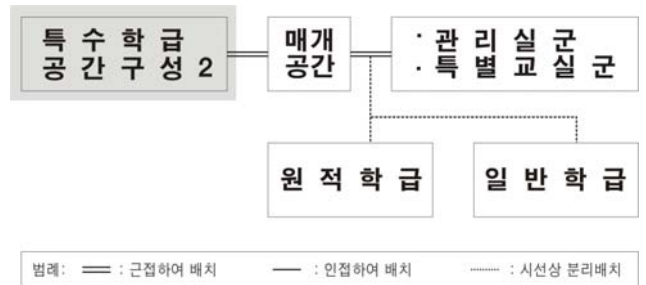 특 수 학 급
공 간 구 성 2
매개
공간
· 관 리 실 군
· 특 별 교 실 군
원 적 학 급
일 반 학 급
범례: ═══ : 근접하여 배치 ─── : 인접하여 배치 ┈┈┈ : 시선상 분리배치